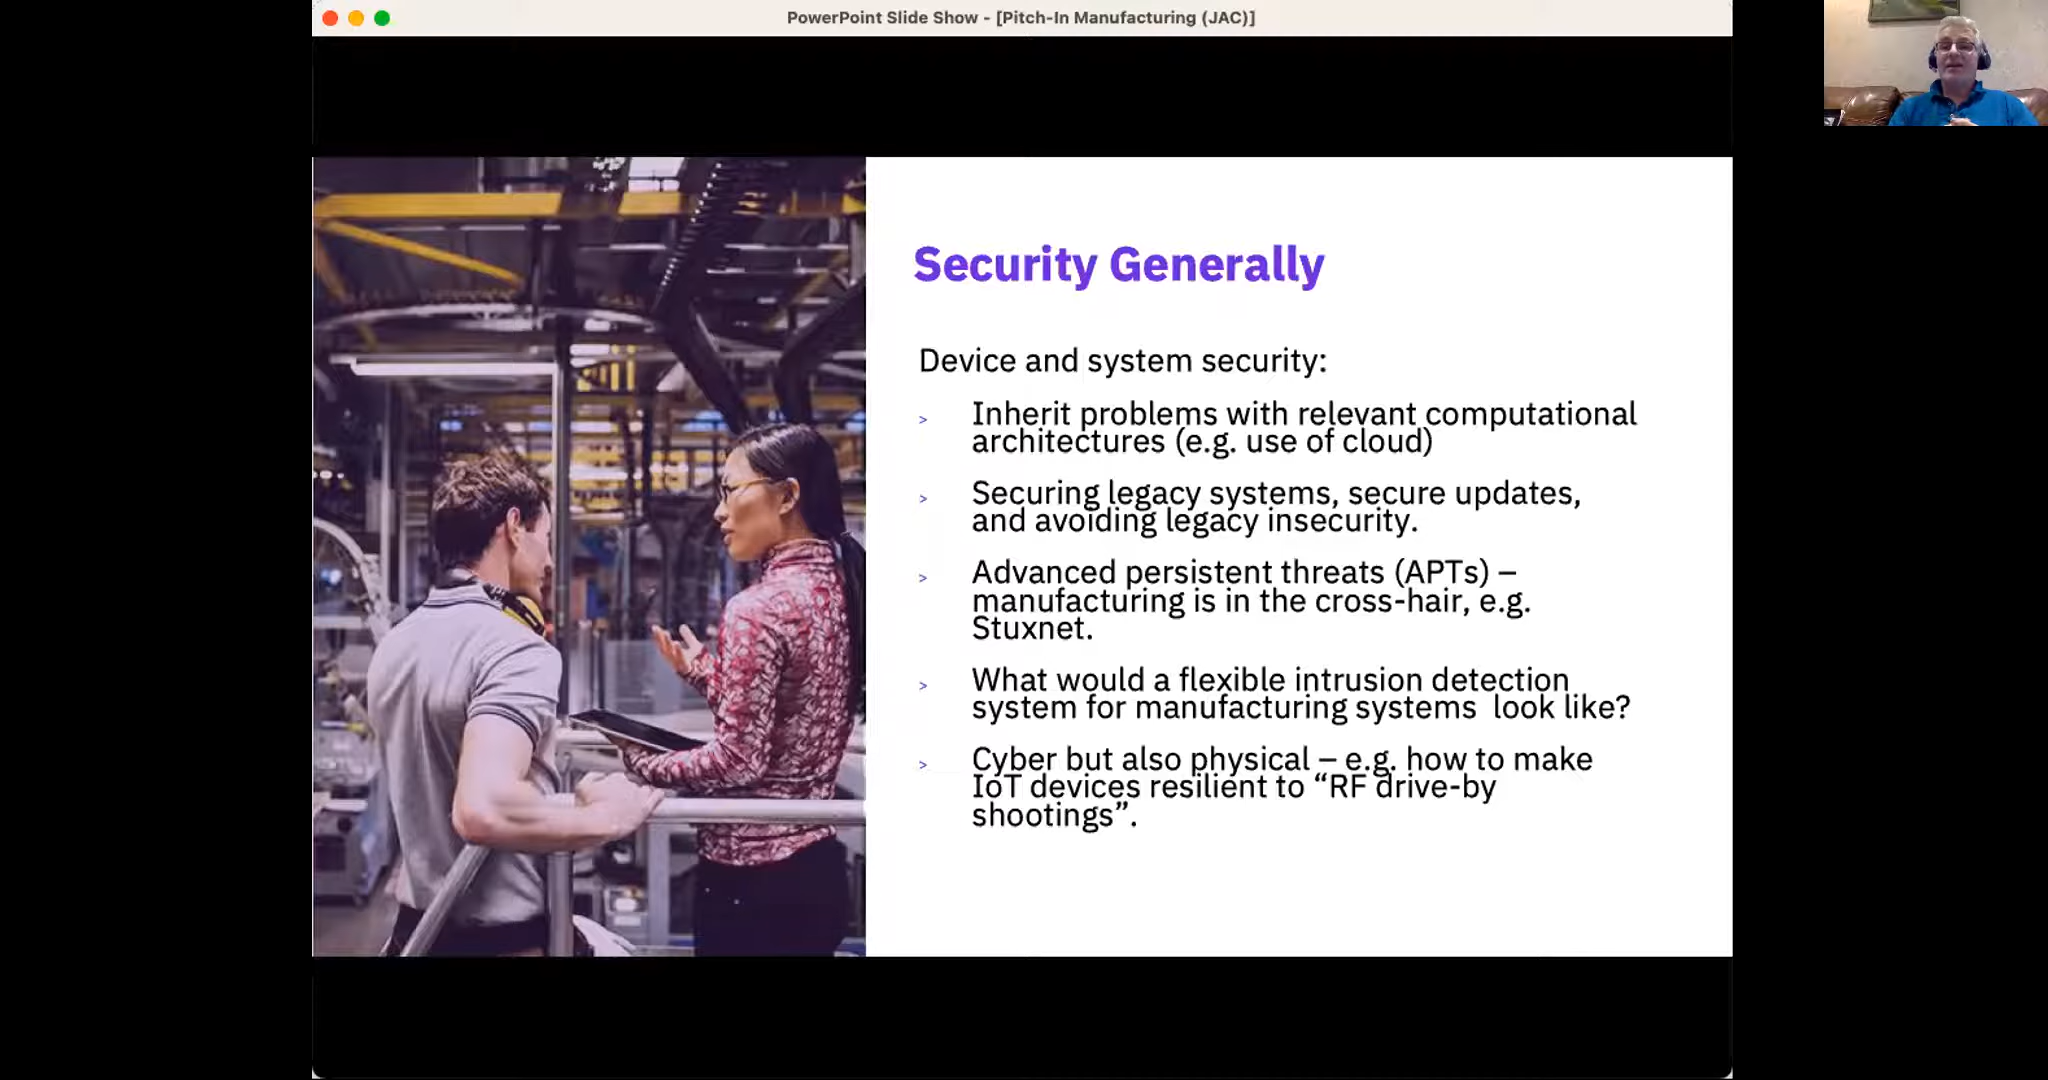 PowerPoint Slide Show - [Pitch-In Manufacturing (JAC)]
Security Generally
Device and system security:
> Inherit problems with relevant computational
architectures (e.g. use of cloud)
> Securing legacy systems, secure updates,
and avoiding legacy insecurity.
> Advanced persistent threats (APTs) –
manufacturing is in the cross-hair, e.g.
Stuxnet.
> What would a flexible intrusion detection
system for manufacturing systems  look like?
> Cyber but also physical – e.g. how to make
IoT devices resilient to “RF drive-by
shootings”.